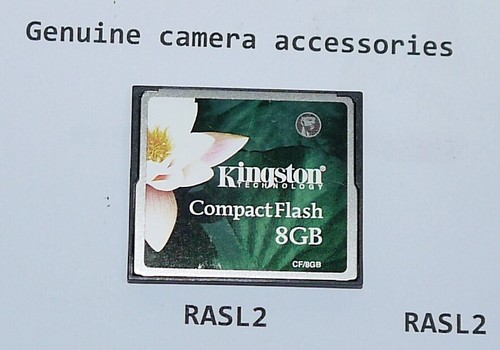 Genuine camera accessories
Kingston®
TECHNOLOGY
CompactFlash
8GB
CF/8GB
RASL2
RASL2